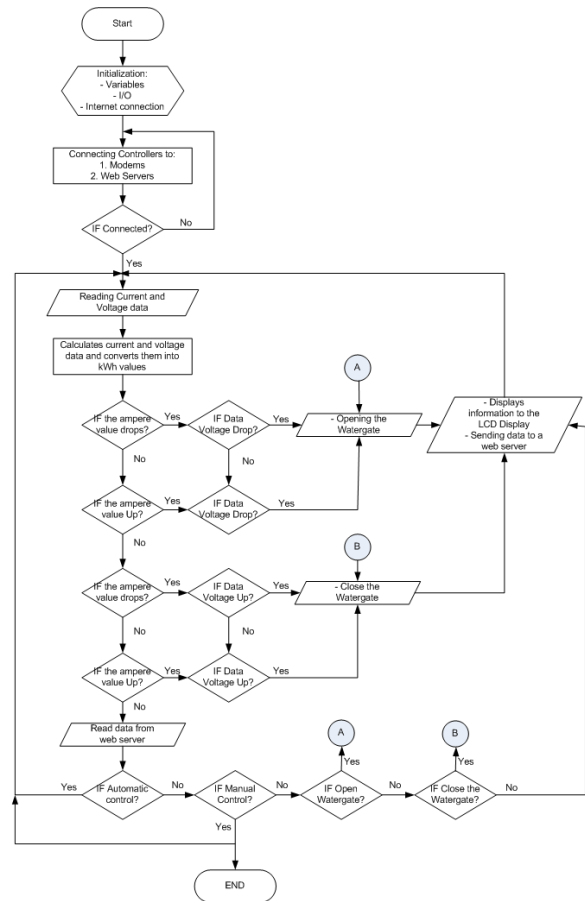 Start
Initialization:
- Variables
- I/O
- Internet connection
Connecting Controllers to:
1. Modems
2. Web Servers
IF Connected?
No
Yes
Reading Current and
Voltage data
Calculates current and voltage
data and converts them into
kWh values
A
IF the ampere
value drops?
Yes
IF Data
Voltage Drop?
Yes
- Opening the
Watergate
- Displays
information to the
LCD Display
- Sending data to a
web server
No
No
IF the ampere
value Up?
Yes
IF Data
Voltage Drop?
Yes
No
B
IF the ampere
value drops?
Yes
IF Data
Voltage Up?
Yes
- Close the
Watergate
No
No
IF the ampere
value Up?
Yes
IF Data
Voltage Up?
Yes
No
Read data from
web server
A
B
Yes
Yes
Yes
IF Automatic
control?
No
IF Manual
Control?
No
IF Open
Watergate?
No
IF Close the
Watergate?
No
Yes
END